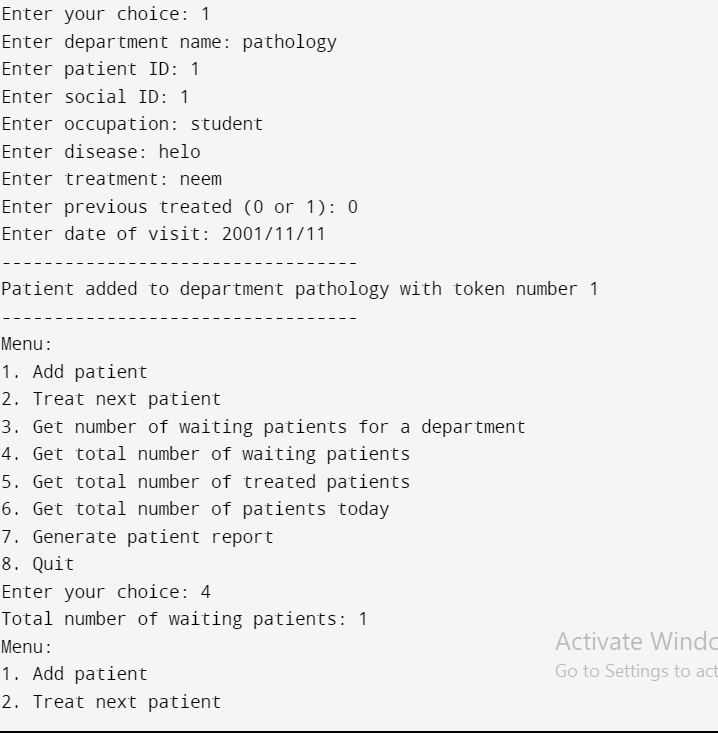 Enter your choice: 1
Enter department name: pathology
Enter patient ID: 1
Enter social ID: 1
Enter occupation: student
Enter disease: helo
Enter treatment: neem
Enter previous treated (0 or 1): 0
Enter date of visit: 2001/11/11
----------------------------------
Patient added to department pathology with token number 1
----------------------------------
Menu:
1. Add patient
2. Treat next patient
3. Get number of waiting patients for a department
4. Get total number of waiting patients
5. Get total number of treated patients
6. Get total number of patients today
7. Generate patient report
8. Quit
Enter your choice: 4
Total number of waiting patients: 1
Menu:
1. Add patient
2. Treat next patient
Activate Windo
Go to Settings to act